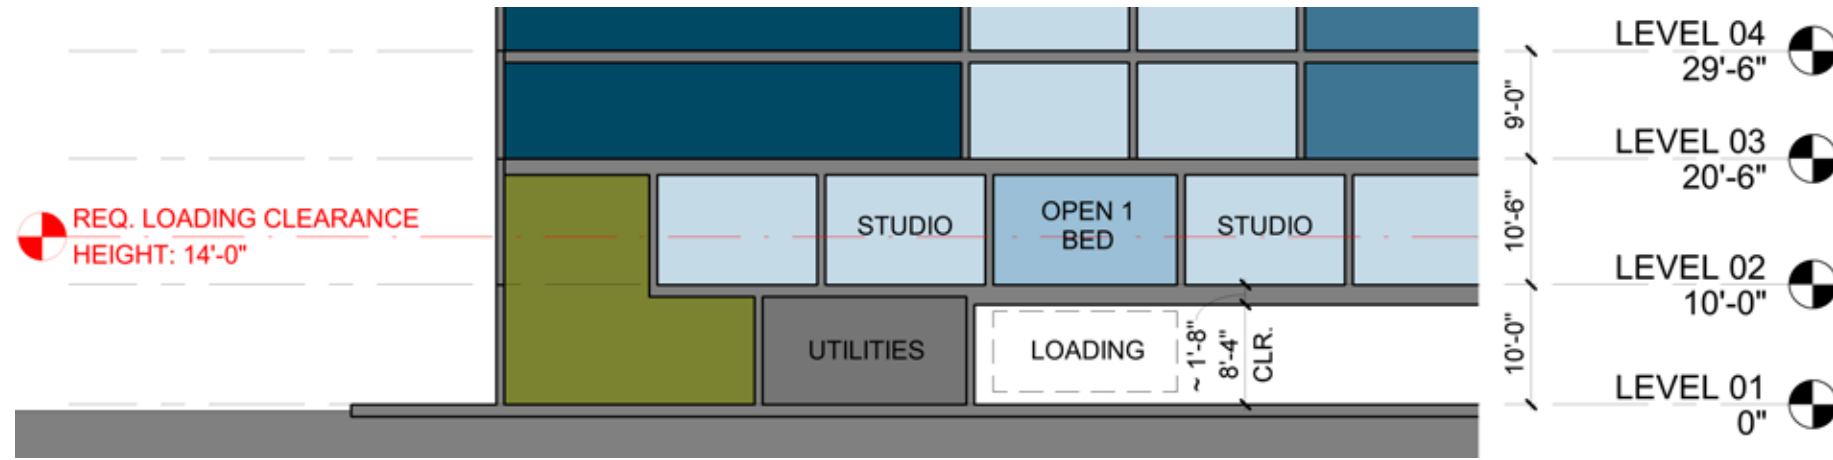 LEVEL 04
29'-6"
9'-0"
LEVEL 03
20'-6"
REQ. LOADING CLEARANCE
HEIGHT: 14'-0"
STUDIO
OPEN 1
BED
STUDIO
10'-6"
LEVEL 02
10'-0"
UTILITIES
LOADING
~ 1'-8"
8'-4"
CLR.
10'-0"
LEVEL 01
0"